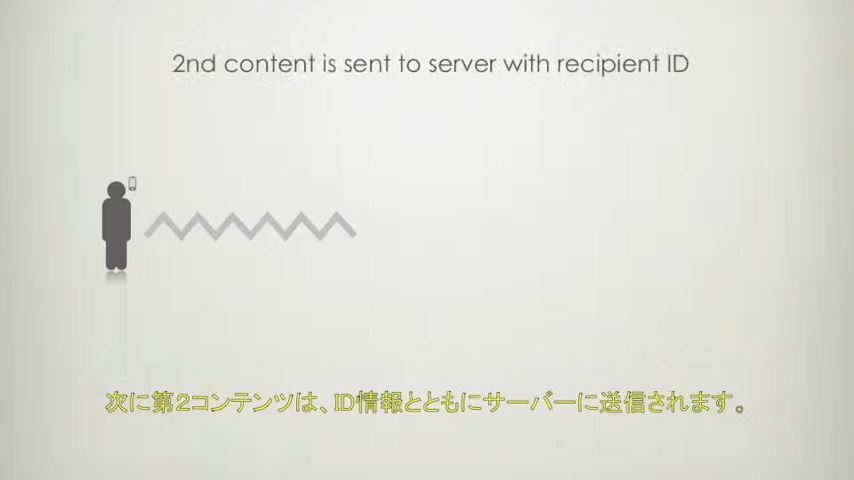 2nd content is sent to server with recipient ID
次に第２コンテンツは、ID情報とともにサーバーに送信されます。